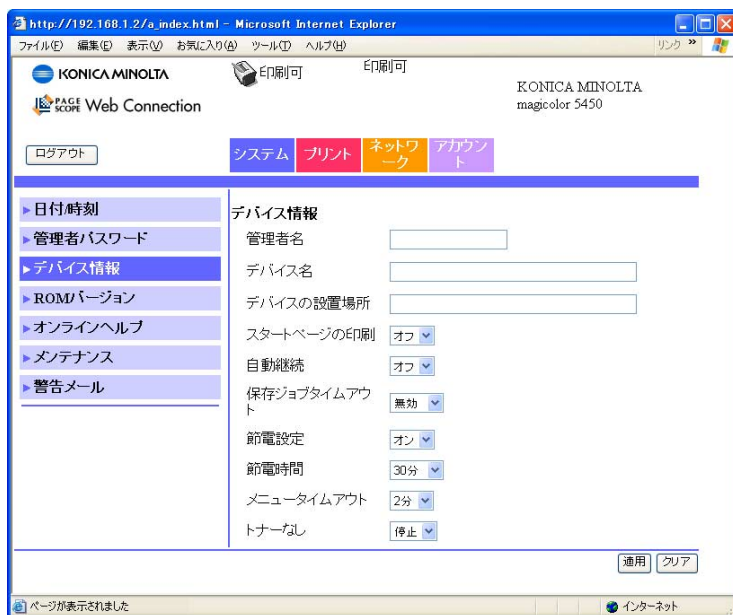 http://192.168.1.2/a_index.html - Microsoft Internet Explorer
ファイル(F) 編集(E) 表示(V) お気に入り(A) ツール(T) ヘルプ(H) リンク »
KONICA MINOLTA
印刷可
印刷可
KONICA MINOLTA
magicolor 5450
PAGE SCOPE Web Connection
ログアウト
システム
プリント
ネットワ
ーク
アカウン
ト
日付/時刻
管理者パスワード
デバイス情報
ROMバージョン
オンラインヘルプ
メンテナンス
警告メール
デバイス情報
管理者名
デバイス名
デバイスの設置場所
スタートページの印刷 オフ
自動継続 オフ
保存ジョブタイムアウ
ト
無効
節電設定 オン
節電時間 30分
メニュータイムアウト 2分
トナーなし 停止
適用 クリア
ページが表示されました インターネット